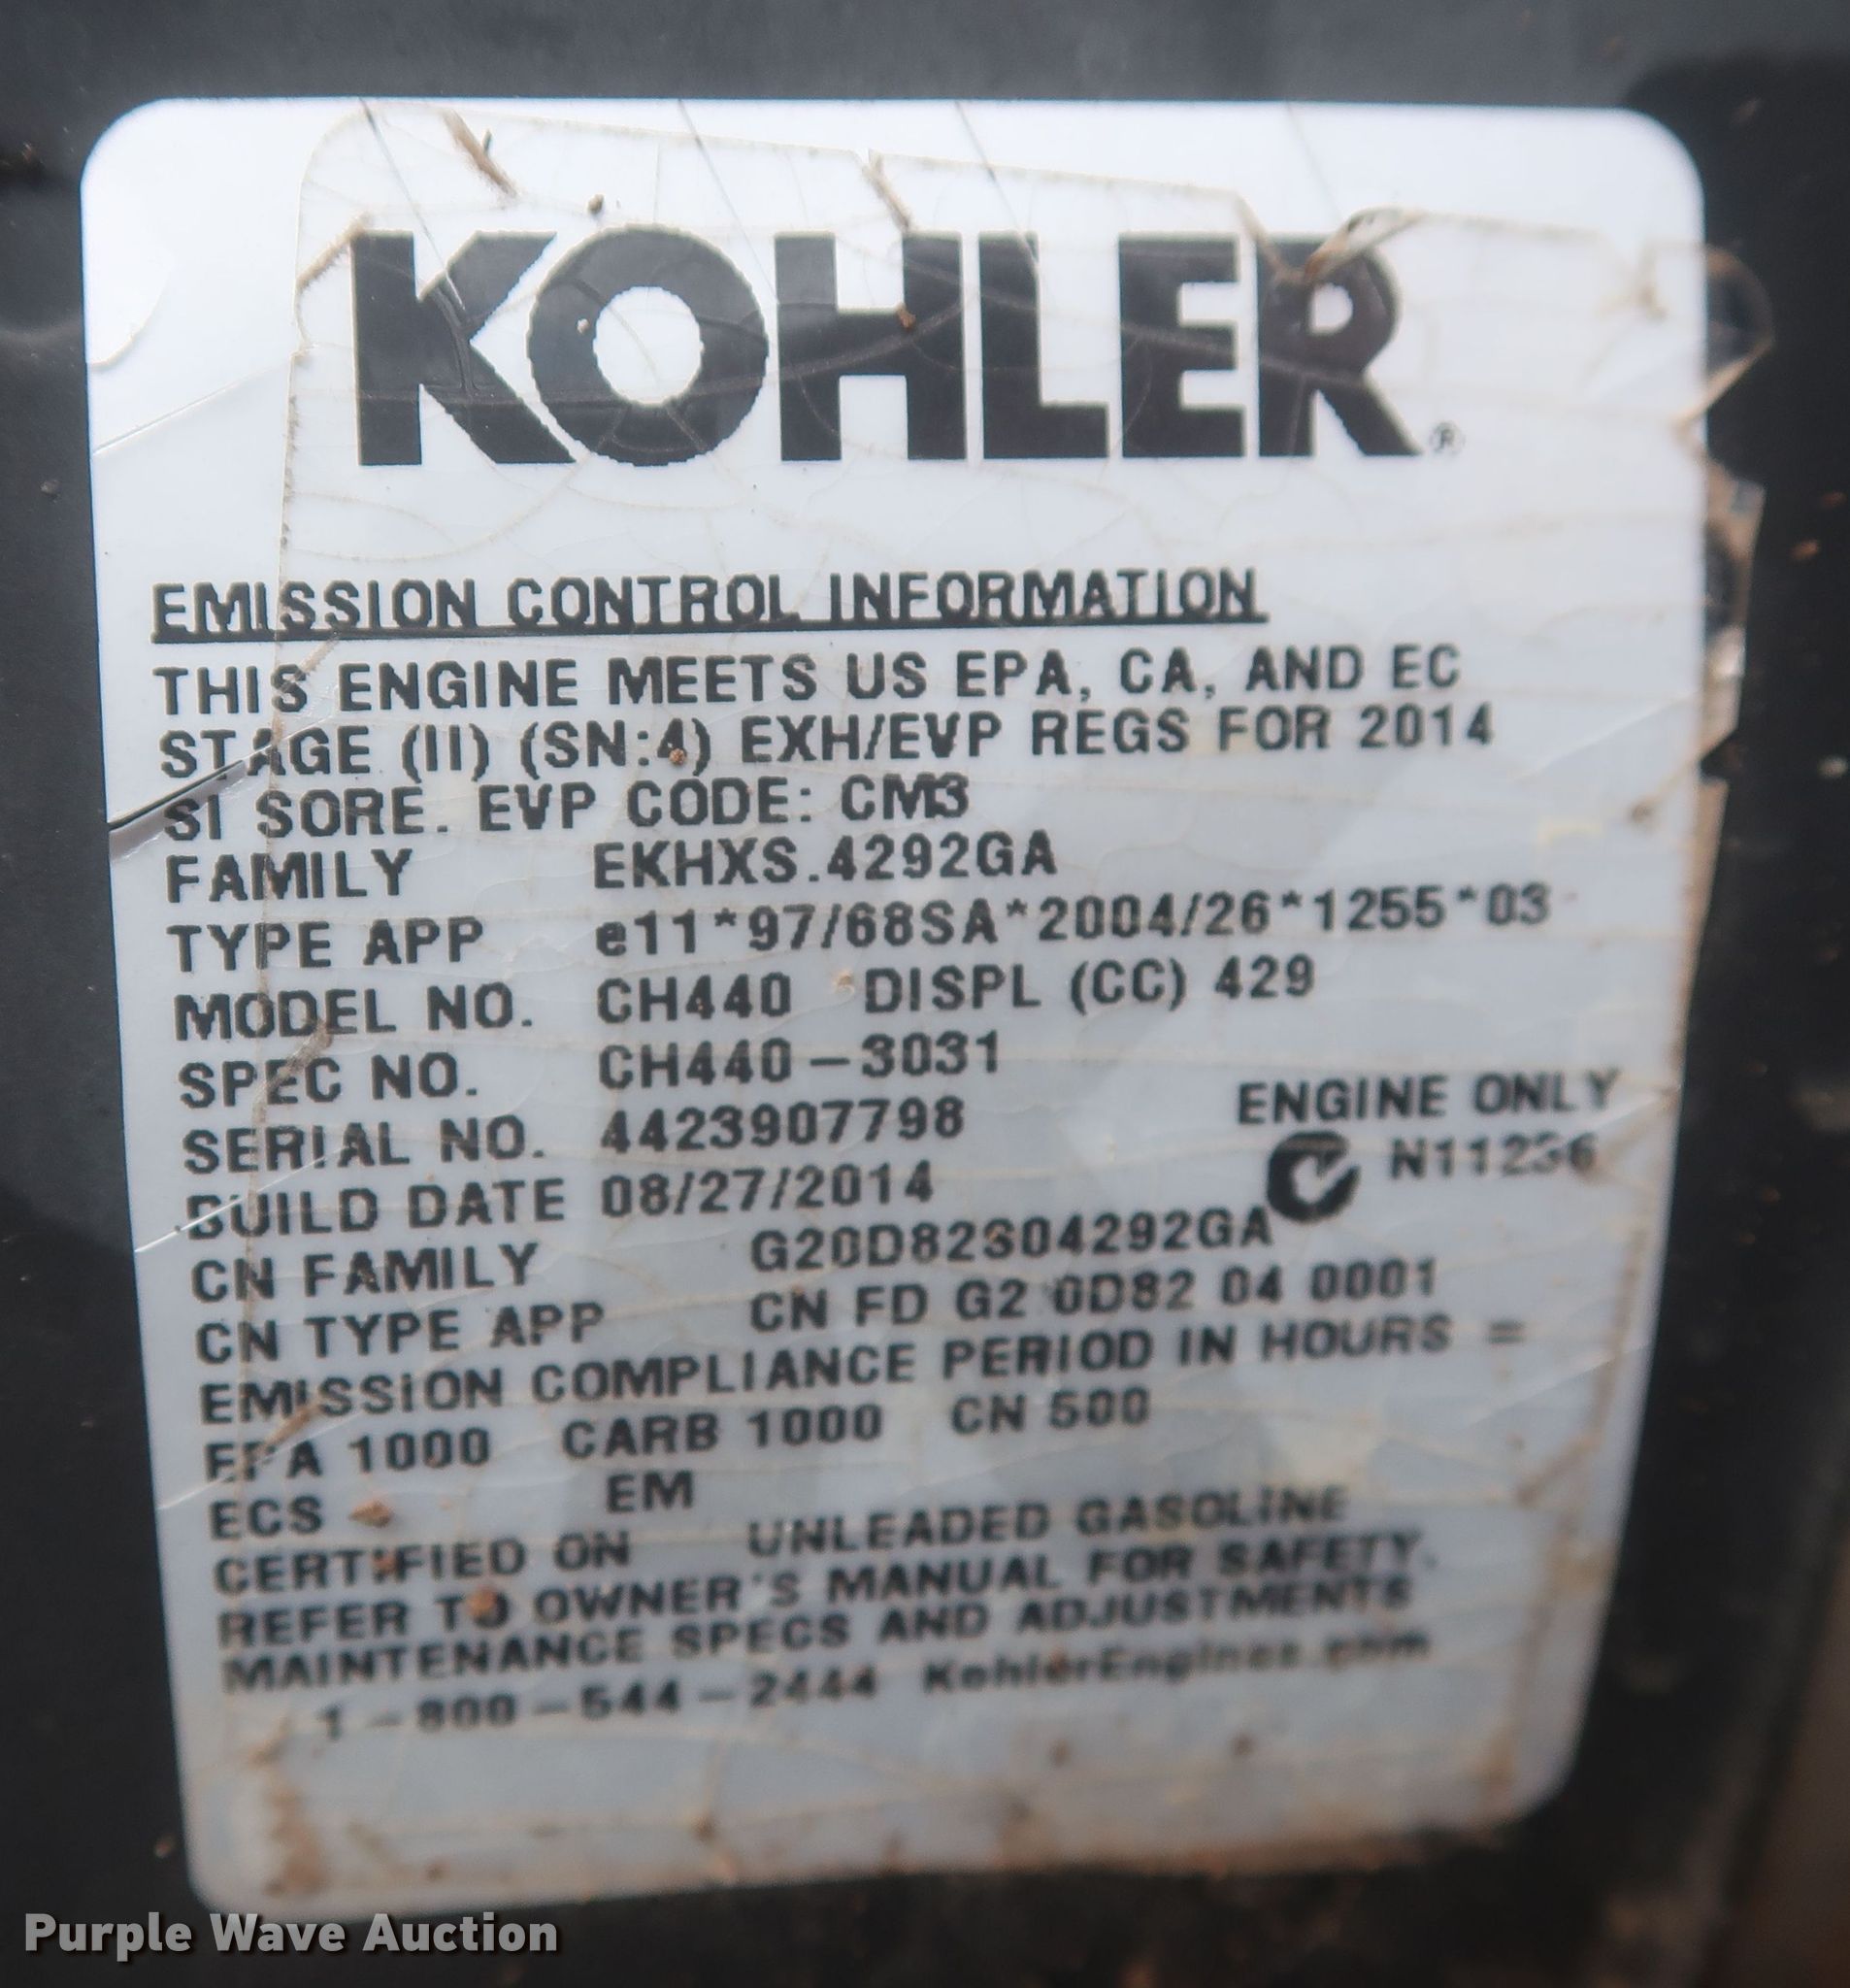 KOHLER®
EMISSION CONTROL INFORMATION
THIS ENGINE MEETS US EPA, CA, AND EC
STAGE (II) (SN:4) EXH/EVP REGS FOR 2014
SI SORE. EVP CODE: CM3
FAMILY EKHXS.4292GA
TYPE APP e11*97/68SA*2004/26*1255*03
MODEL NO. CH440 DISPL (CC) 429
SPEC NO. CH440-3031
SERIAL NO. 4423907798 ENGINE ONLY
BUILD DATE 08/27/2014 N11236
CN FAMILY G20D82S04292GA
CN TYPE APP CN FD G2 0D82 04 0001
EMISSION COMPLIANCE PERIOD IN HOURS =
EPA 1000 CARB 1000 CN 500
ECS EM
CERTIFIED ON UNLEADED GASOLINE
REFER TO OWNER'S MANUAL FOR SAFETY,
MAINTENANCE SPECS AND ADJUSTMENTS
1-800-544-2444 KohlerEngines.com
Purple Wave Auction